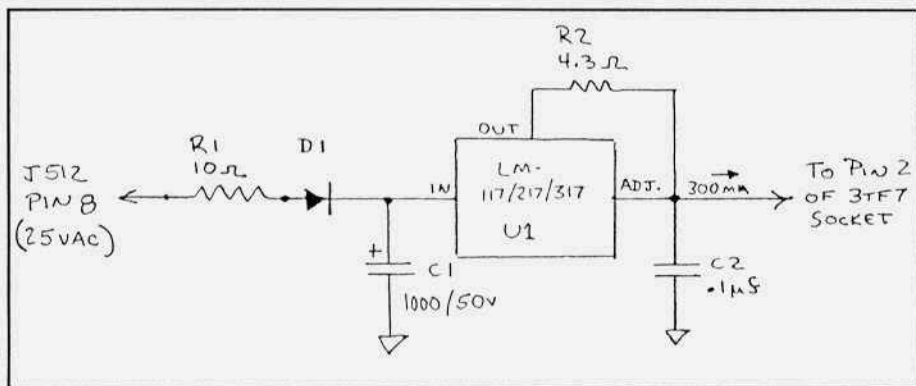 R2
4.3 Ω
OUT
R1
10Ω
D1
J512
PIN 8
(25VAC)
IN
LM-
117/217/317
U1
ADJ.
300MA
TO PIN 2
OF 3TF7
SOCKET
+
C1
1000/50V
C2
.1μf